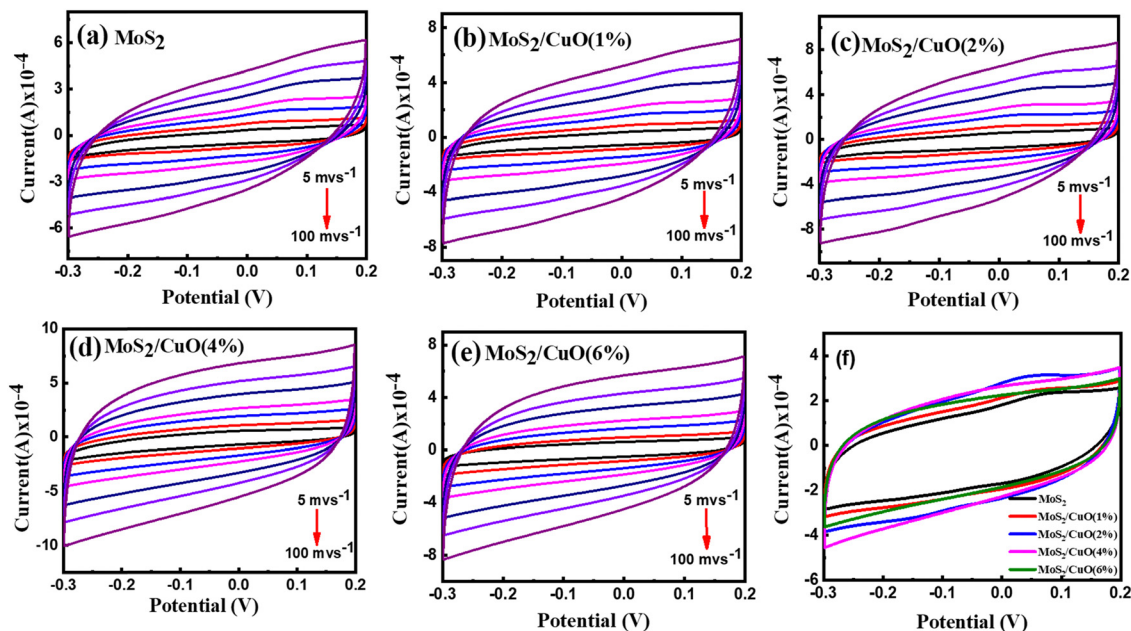 (a) MoS2
Current(A)x10-4
6
3
0
-3
-6
5 mvs-1
100 mvs-1
-0.3 -0.2 -0.1 0.0 0.1 0.2
Potential (V)
(b) MoS2/CuO(1%)
Current(A)x10-4
8
4
0
-4
-8
5 mvs-1
100 mvs-1
-0.3 -0.2 -0.1 0.0 0.1 0.2
Potential (V)
(c) MoS2/CuO(2%)
Current(A)x10-4
8
4
0
-4
-8
5 mvs-1
100 mvs-1
-0.3 -0.2 -0.1 0.0 0.1 0.2
Potential (V)
(d) MoS2/CuO(4%)
Current(A)x10-4
10
5
0
-5
-10
5 mvs-1
100 mvs-1
-0.3 -0.2 -0.1 0.0 0.1 0.2
Potential (V)
(e) MoS2/CuO(6%)
Current(A)x10-4
8
4
0
-4
-8
5 mvs-1
100 mvs-1
-0.3 -0.2 -0.1 0.0 0.1 0.2
Potential (V)
(f)
Current(A)x10-4
4
2
0
-2
-4
-6
MoS2
MoS2/CuO(1%)
MoS2/CuO(2%)
MoS2/CuO(4%)
MoS2/CuO(6%)
-0.3 -0.2 -0.1 0.0 0.1 0.2
Potential (V)